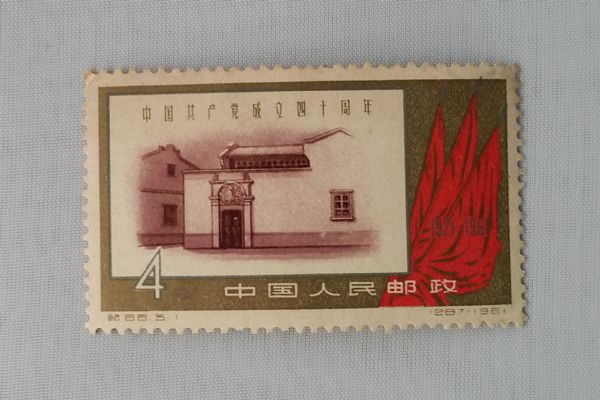 中国共产党成立四十周年
1921-1961
4分
中国人民邮政
纪88.5-1
(287)1961